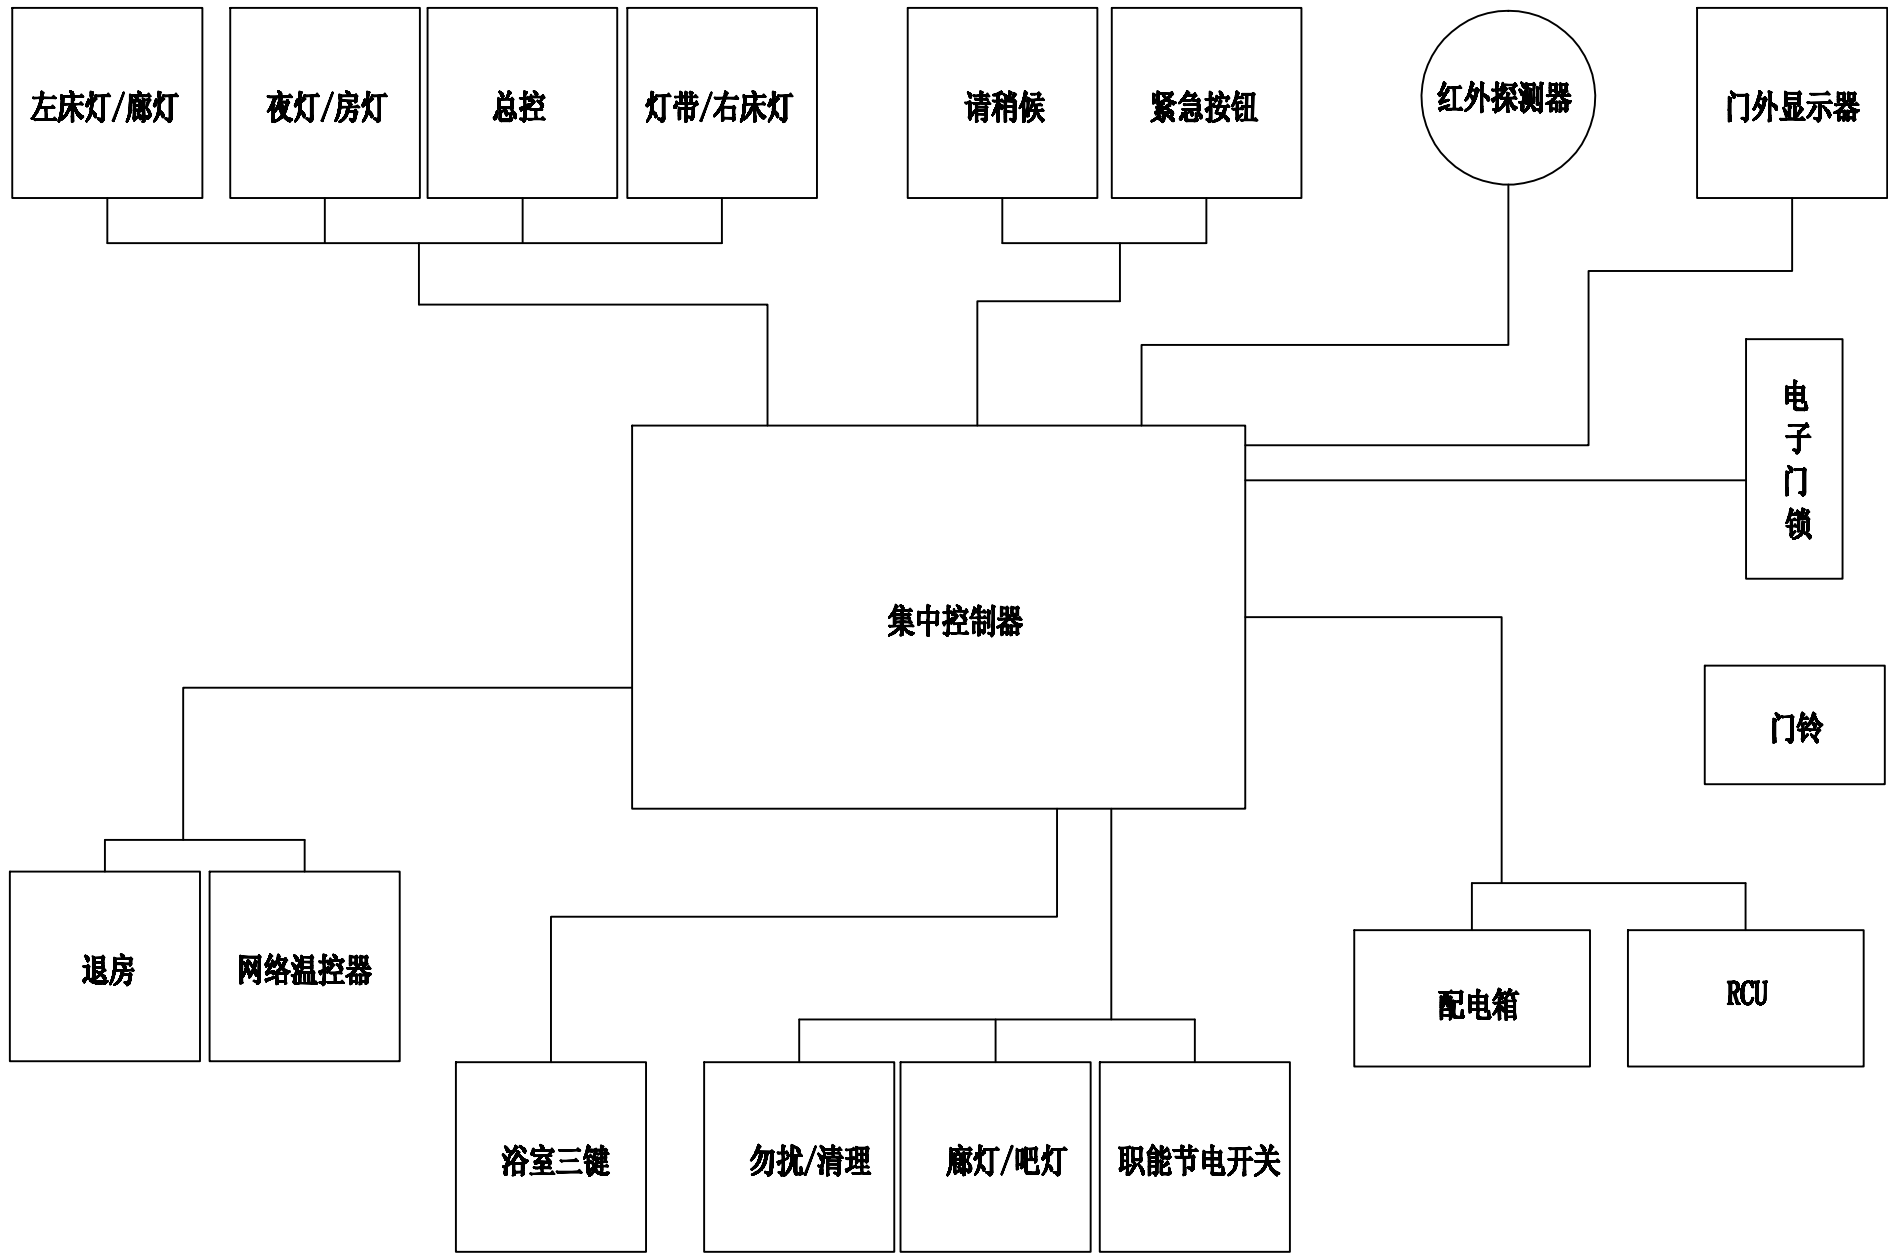 左床灯/廊灯
夜灯/房灯
总控
灯带/右床灯
请稍候
紧急按钮
红外探测器
门外显示器
电
子
门
锁
集中控制器
门铃
退房
网络温控器
配电箱
RCU
浴室三键
勿扰/清理
廊灯/吧灯
职能节电开关